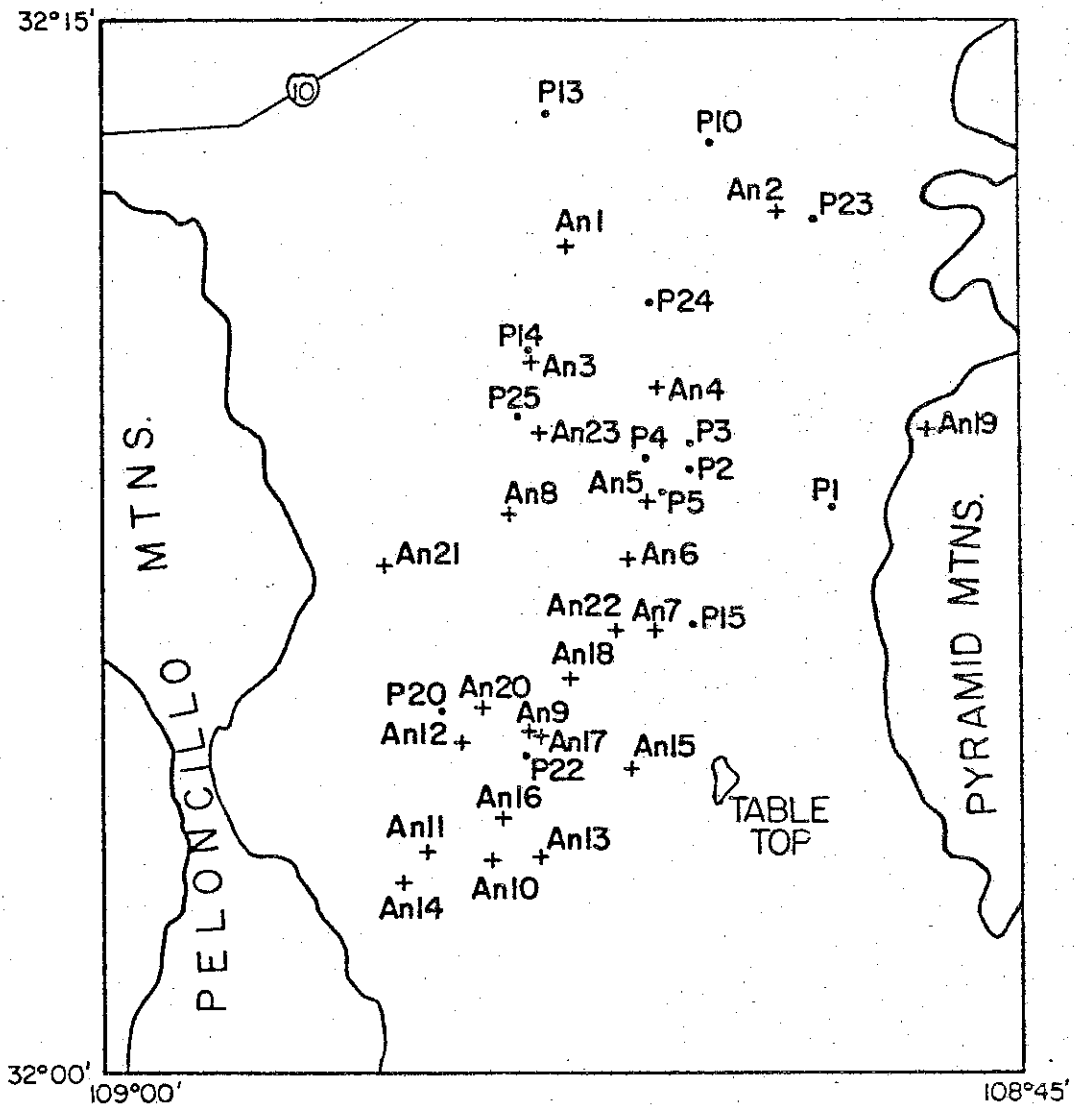 32°15'
10
P13
P10
An2
P23
An1
P24
P14
An3
An4
P25
An23
P4
P3
An19
P2
An5
P5
An8
P1
An21
An6
An22
An7
P15
An18
P20
An20
An9
An12
An17
An15
P22
An16
TABLE
TOP
An11
An13
An10
An14
PELONCILLO MTNS.
PYRAMID MTNS.
32°00'
109°00'
108°45'